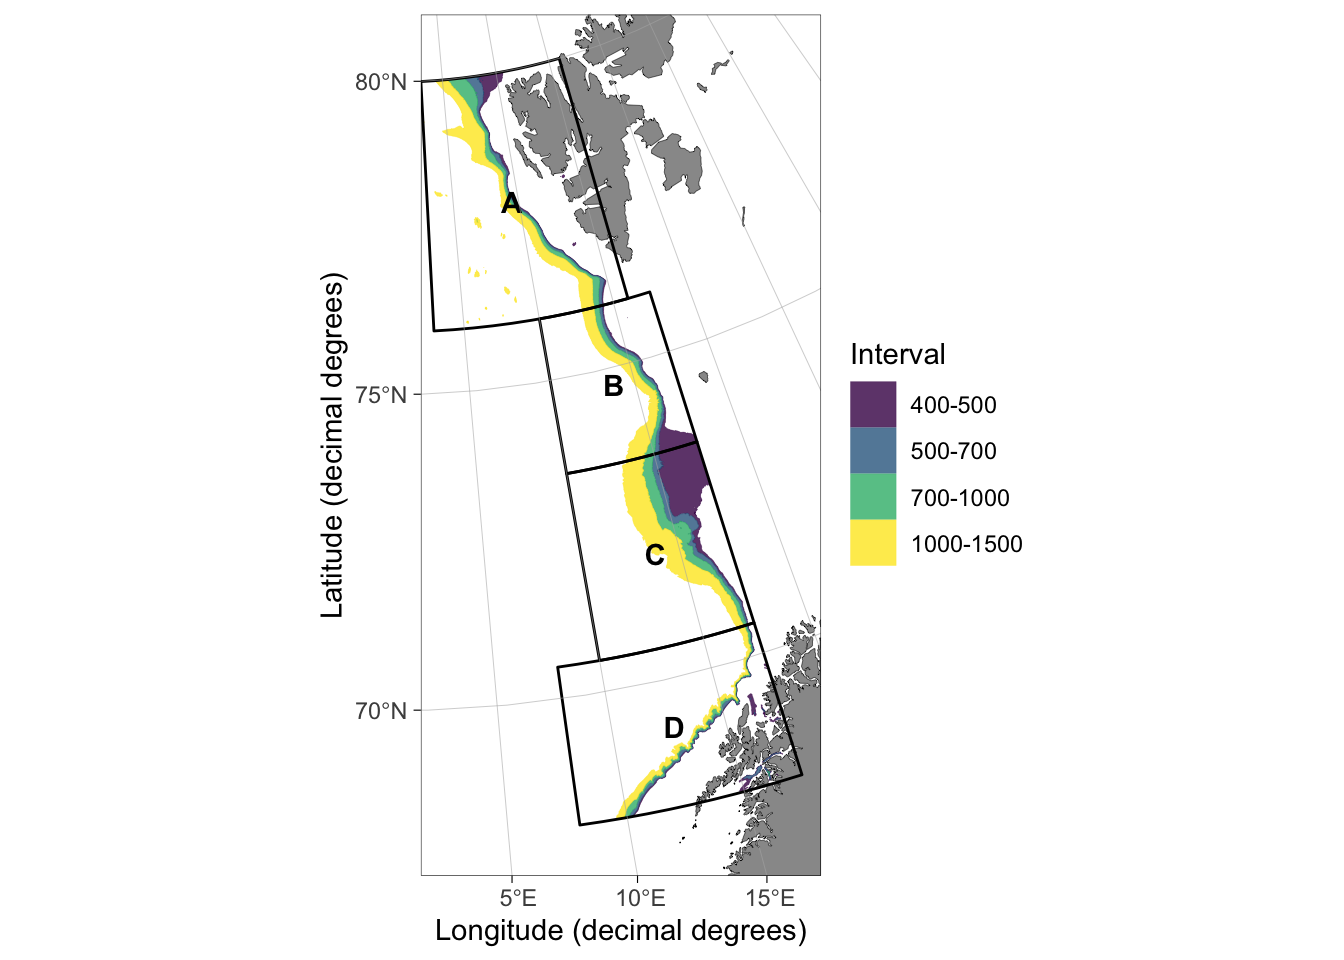 80°N
75°N
70°N
Latitude (decimal degrees)
A
B
C
D
5°E 10°E 15°E
Longitude (decimal degrees)
Interval
400-500
500-700
700-1000
1000-1500